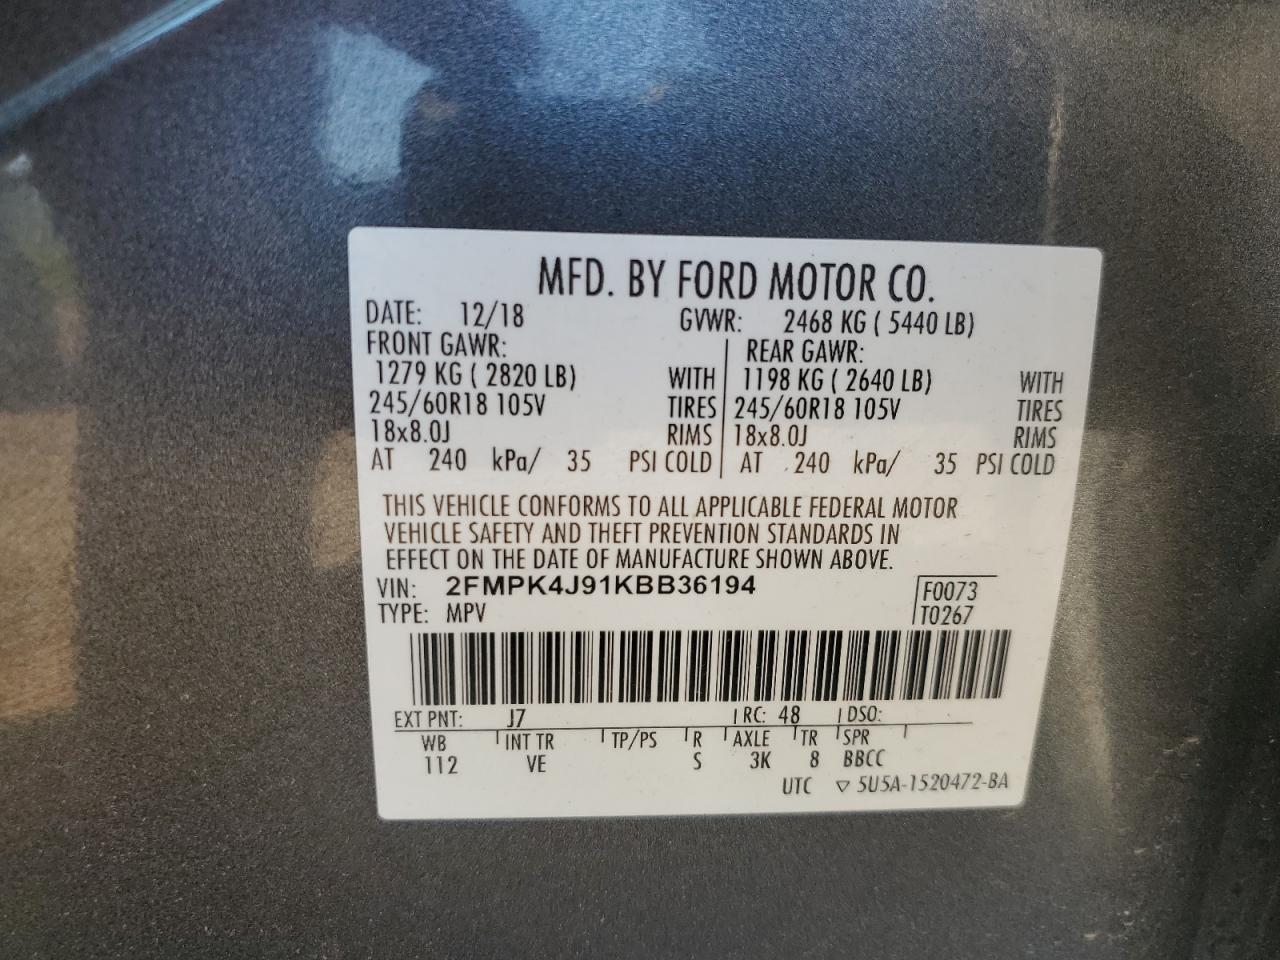 MFD. BY FORD MOTOR CO.
DATE: 12/18 GVWR: 2468 KG ( 5440 LB)
FRONT GAWR: REAR GAWR:
1279 KG ( 2820 LB) WITH 1198 KG ( 2640 LB) WITH
245/60R18 105V TIRES 245/60R18 105V TIRES
18x8.0J RIMS 18x8.0J RIMS
AT 240 kPa/ 35 PSI COLD AT 240 kPa/ 35 PSI COLD
THIS VEHICLE CONFORMS TO ALL APPLICABLE FEDERAL MOTOR
VEHICLE SAFETY AND THEFT PREVENTION STANDARDS IN
EFFECT ON THE DATE OF MANUFACTURE SHOWN ABOVE.
VIN: 2FMPK4J91KBB36194 F0073
TYPE: MPV T0267
EXT PNT: J7 RC: 48 DSO:
WB INT TR TP/PS R AXLE TR SPR
112 VE S 3K 8 BBCC
UTC ▽ 5U5A-1520472-BA